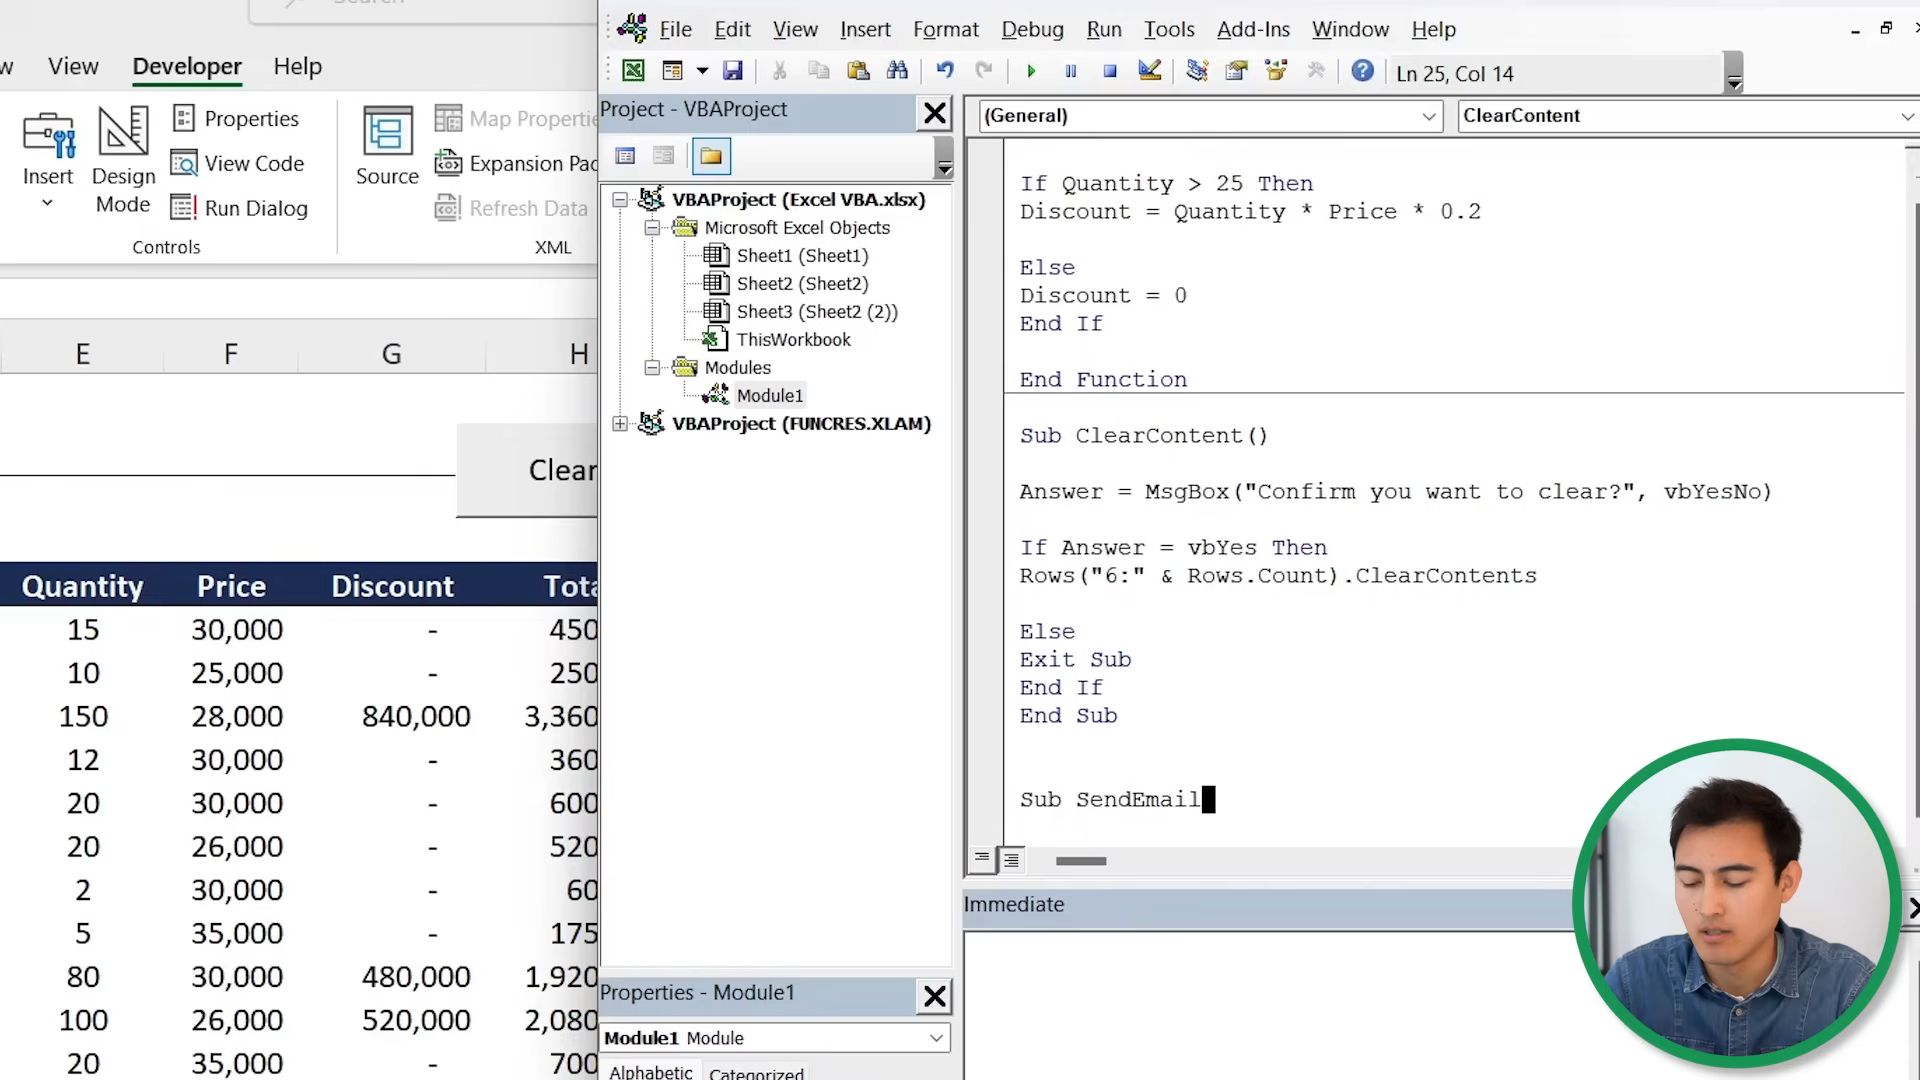 Search
File Edit View Insert Format Debug Run Tools Add-Ins Window Help
View Developer Help
Ln 25, Col 14
Insert
Design Mode
Properties
View Code
Run Dialog
Controls
Source
Map Properti
Expansion Pac
Refresh Data
XML
E F G H
Clear
Quantity Price Discount Tota
15 30,000 - 450
10 25,000 - 250
150 28,000 840,000 3,360
12 30,000 - 360
20 30,000 - 600
20 26,000 - 520
2 30,000 - 60
5 35,000 - 175
80 30,000 480,000 1,920
100 26,000 520,000 2,080
20 35,000 - 700
Project - VBAProject
VBAProject (Excel VBA.xlsx)
Microsoft Excel Objects
Sheet1 (Sheet1)
Sheet2 (Sheet2)
Sheet3 (Sheet2 (2))
ThisWorkbook
Modules
Module1
VBAProject (FUNCRES.XLAM)
Properties - Module1
Module1 Module
Alphabetic Categorized
(General) ClearContent
If Quantity > 25 Then
Discount = Quantity * Price * 0.2
Else
Discount = 0
End If
End Function
Sub ClearContent()
Answer = MsgBox("Confirm you want to clear?", vbYesNo)
If Answer = vbYes Then
Rows("6:" & Rows.Count).ClearContents
Else
Exit Sub
End If
End Sub
Sub SendEmail
Immediate